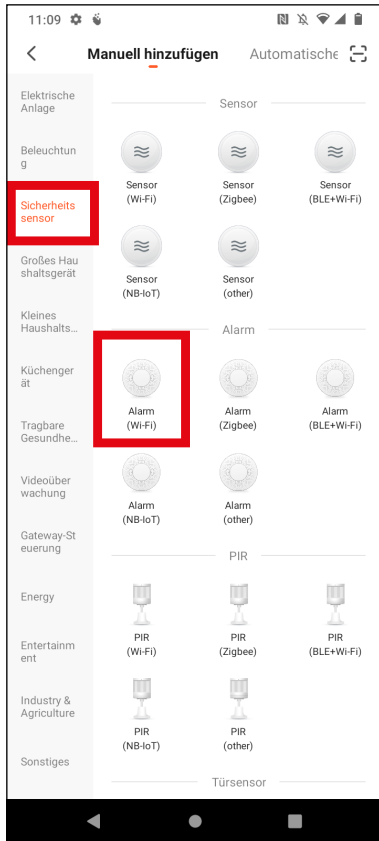 11:09
Manuell hinzufügen
Automatische
Elektrische
Anlage
Beleuchtun
g
Sicherheits
sensor
Großes Hau
shaltsgerät
Kleines
Haushalts...
Küchenger
ät
Tragbare
Gesundhe...
Videoüber
wachung
Gateway-St
euerung
Energy
Entertainm
ent
Industry &
Agriculture
Sonstiges
Sensor
Sensor
(Wi-Fi)
Sensor
(Zigbee)
Sensor
(BLE+Wi-Fi)
Sensor
(NB-IoT)
Sensor
(other)
Alarm
Alarm
(Wi-Fi)
Alarm
(Zigbee)
Alarm
(BLE+Wi-Fi)
Alarm
(NB-IoT)
Alarm
(other)
PIR
PIR
(Wi-Fi)
PIR
(Zigbee)
PIR
(BLE+Wi-Fi)
PIR
(NB-IoT)
PIR
(other)
Türsensor